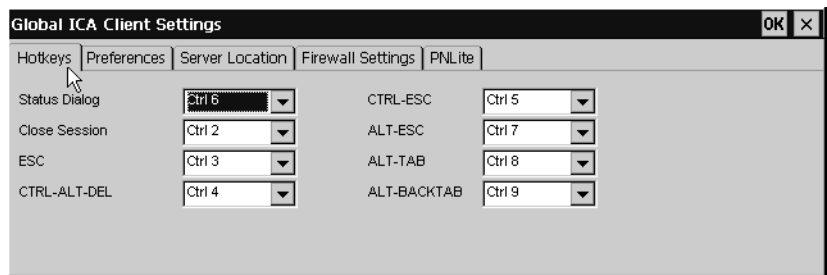 Global ICA Client Settings OK ×
Hotkeys Preferences Server Location Firewall Settings PNLite
Status Dialog Ctrl 6 CTRL-ESC Ctrl 5
Close Session Ctrl 2 ALT-ESC Ctrl 7
ESC Ctrl 3 ALT-TAB Ctrl 8
CTRL-ALT-DEL Ctrl 4 ALT-BACKTAB Ctrl 9